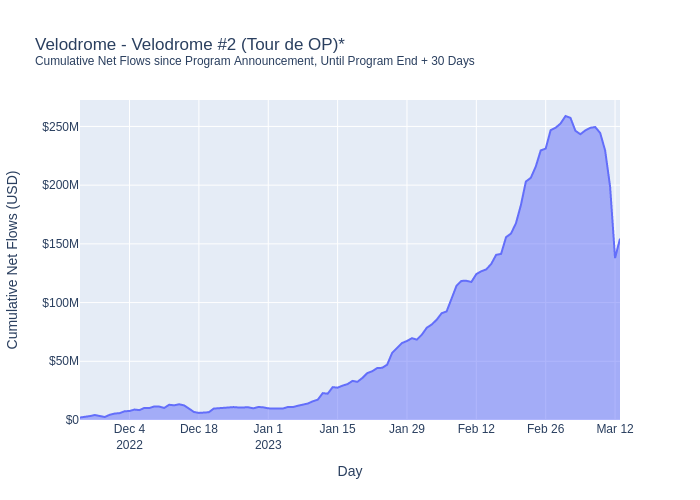 Velodrome - Velodrome #2 (Tour de OP)*
Cumulative Net Flows since Program Announcement, Until Program End + 30 Days
Cumulative Net Flows (USD)
$250M
$200M
$150M
$100M
$50M
$0
Dec 4
2022
Dec 18
Jan 1
2023
Jan 15
Jan 29
Feb 12
Feb 26
Mar 12
Day